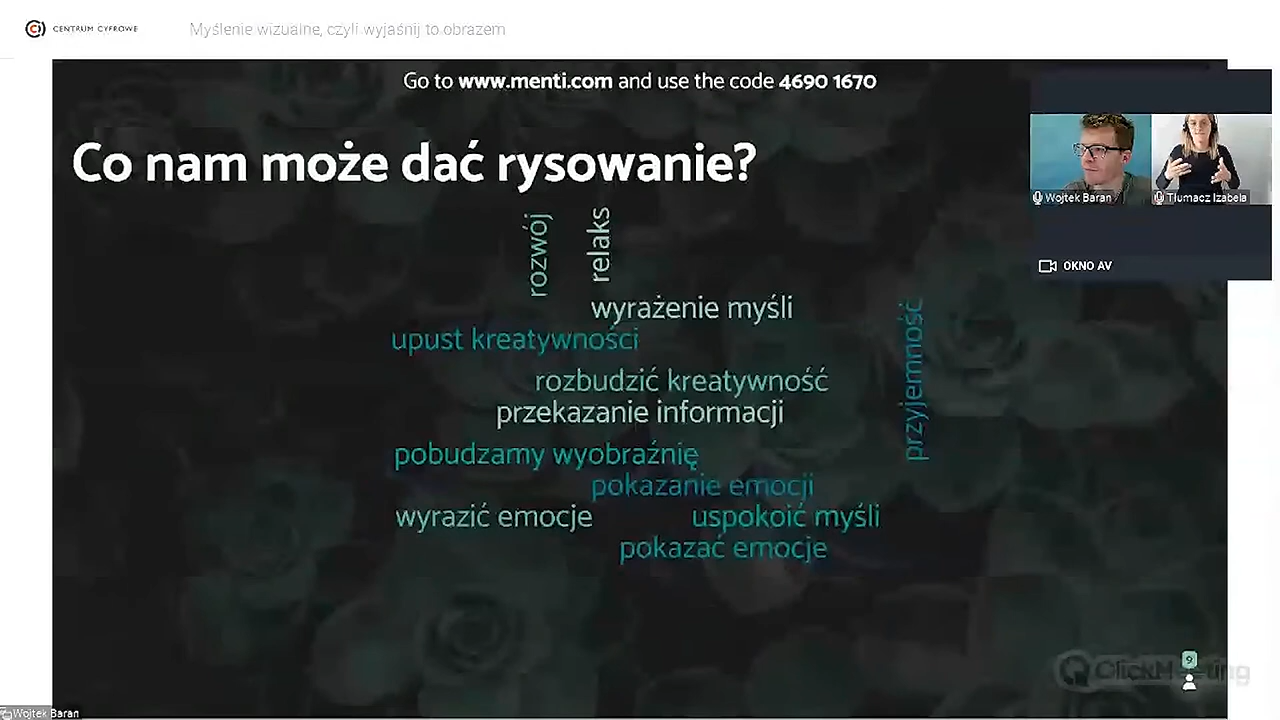 CENTRUM CYFROWE
Myślenie wizualne, czyli wyjaśnij to obrazem
Go to www.menti.com and use the code 4690 1670
Co nam może dać rysowanie?
Wojtek Baran
Tłumacz Izabela
OKNO AV
rozwój
relaks
wyrażenie myśli
upust kreatywności
przyjemność
rozbudzić kreatywność
przekazanie informacji
pobudzamy wyobraźnię
pokazanie emocji
wyrazić emocje
uspokoić myśli
pokazać emocje
9
ClickMeeting
Wojtek Baran